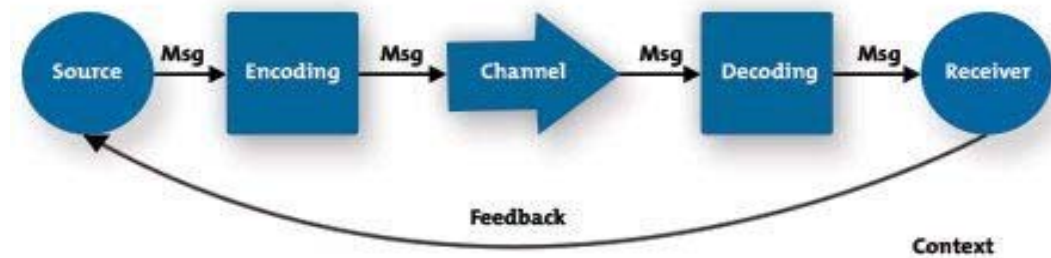 Msg Msg Msg Msg
Source Encoding Channel Decoding Receiver
Feedback
Context